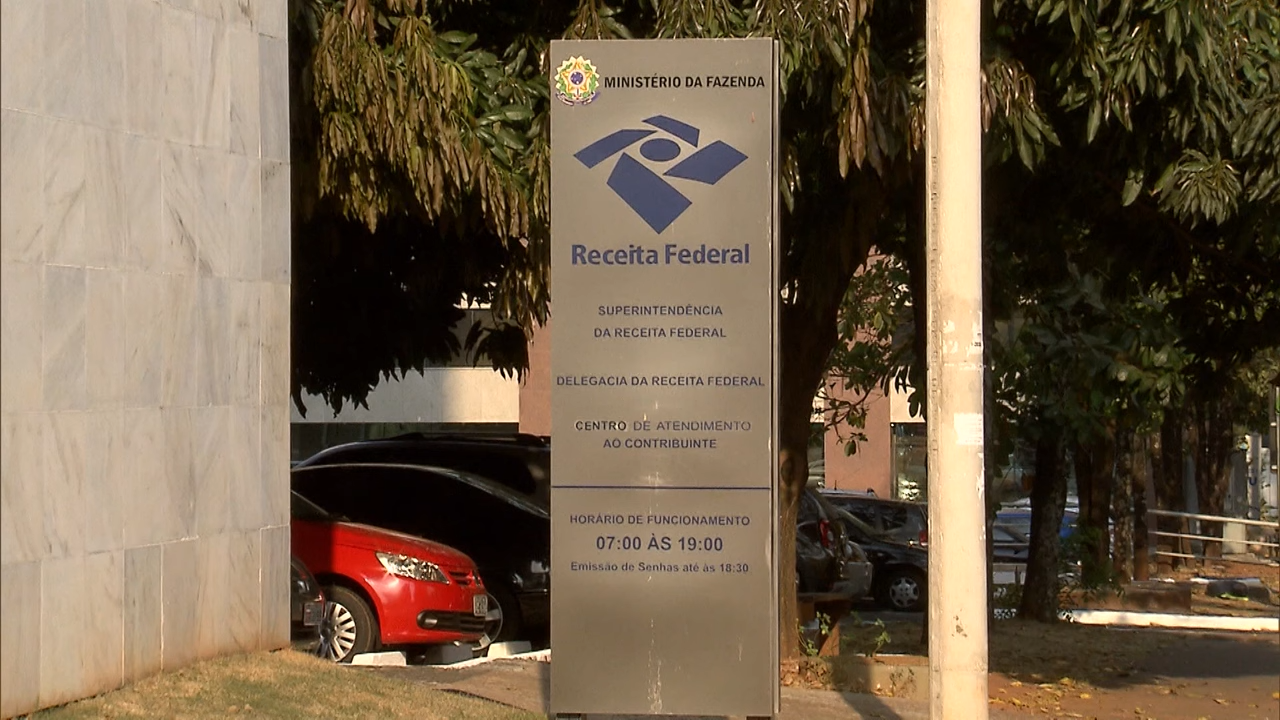 MINISTÉRIO DA FAZENDA
Receita Federal
SUPERINTENDÊNCIA
DA RECEITA FEDERAL
DELEGACIA DA RECEITA FEDERAL
CENTRO DE ATENDIMENTO
AO CONTRIBUINTE
HORÁRIO DE FUNCIONAMENTO
07:00 ÀS 19:00
Emissão de Senhas até às 18:30